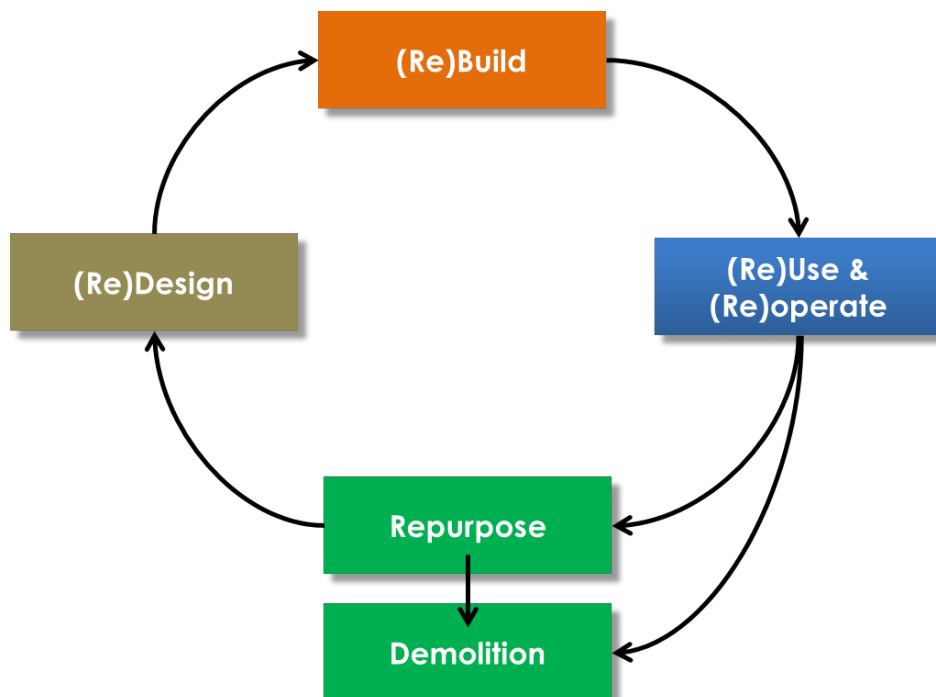 (Re)Build
(Re)Design
(Re)Use &
(Re)operate
Repurpose
Demolition